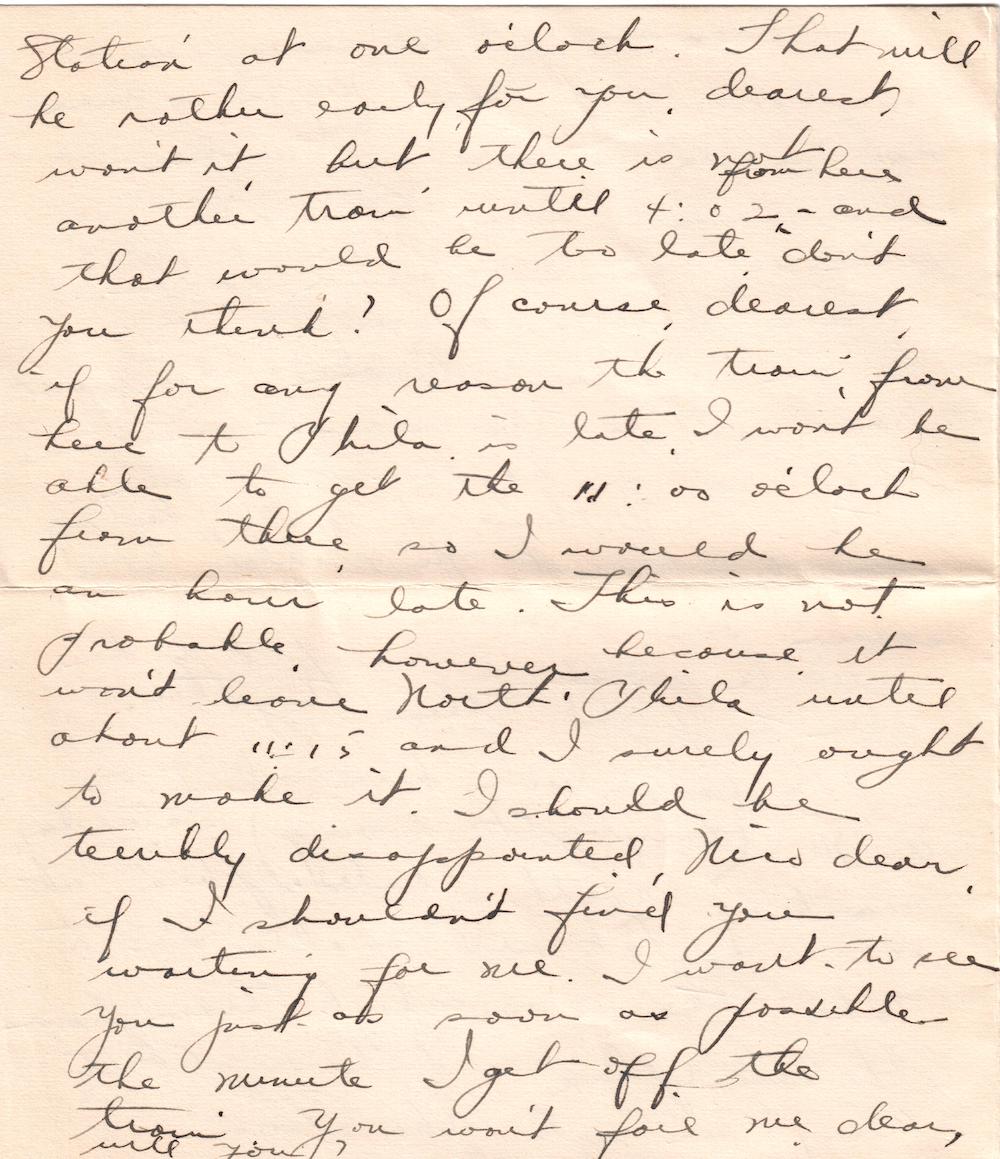 Station at one o'clock. That will
be rather early for you, dearest,
won't it, but there is not
from here
another train until 4:02, - and
that would be too late don't
you think? Of course, dearest,
if for any reason the train, from
here to Phila. is late, I won't be
able to get the 11:00 o'clock
from there so I would be
an hour late. This is not
probable, however, because it
won't leave North Phila until
about 11:15 and I surely ought
to make it. I should be
terribly disappointed, dear,
if I shouldn't find you
waiting for me. I want to see
you just as soon as possible
the minute I get off the
train. You won't fail me dear,
will you?